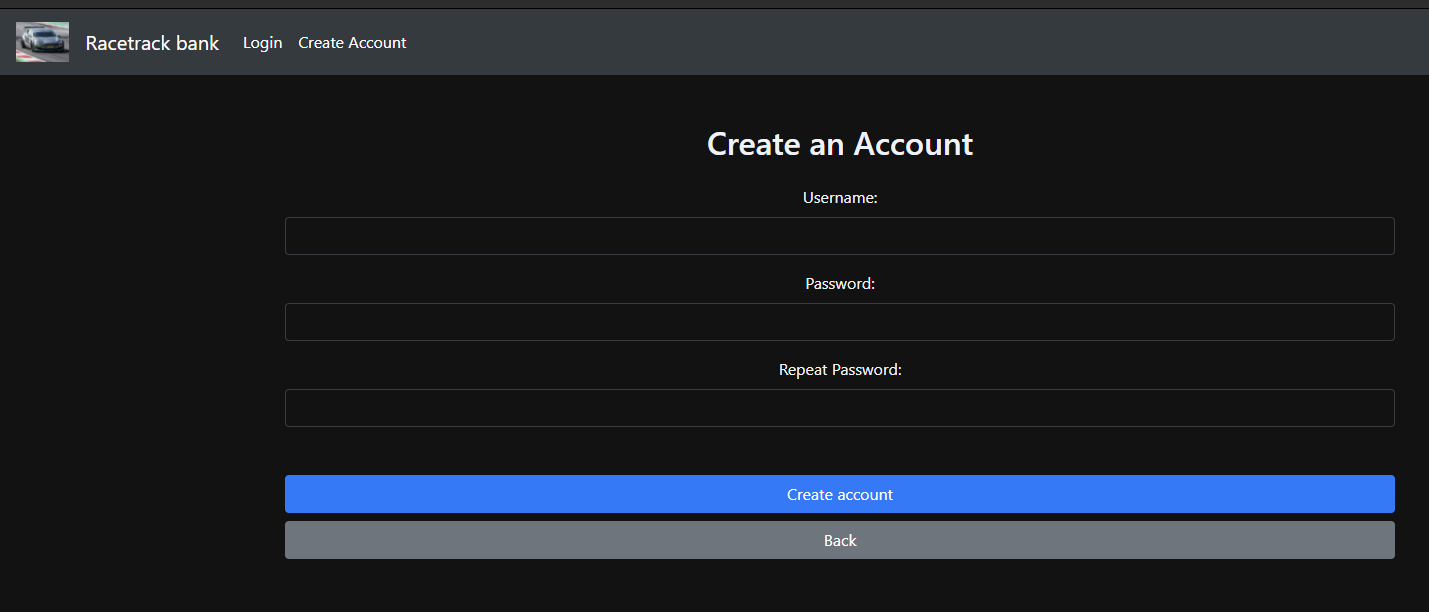 Racetrack bank Login Create Account
Create an Account
Username:
Password:
Repeat Password:
Create account
Back